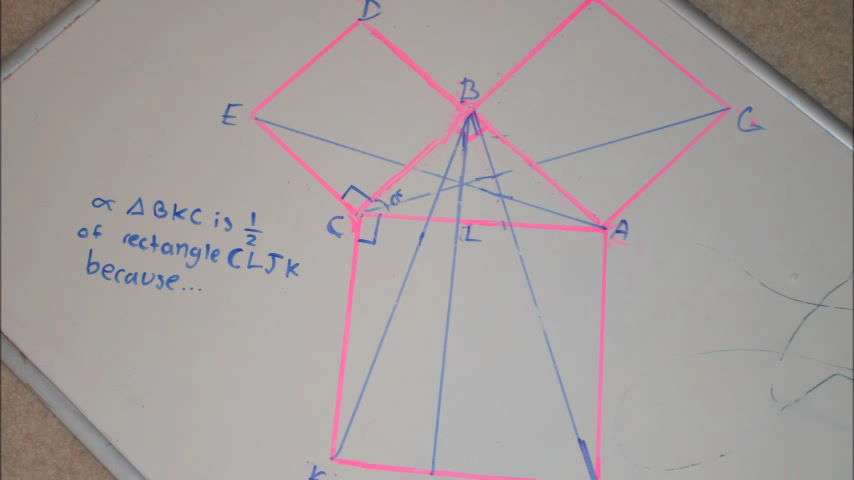 D
B
E
G
α
C
L
A
∝ ΔBKC is 1/2
of rectangle CLJK
because...
K